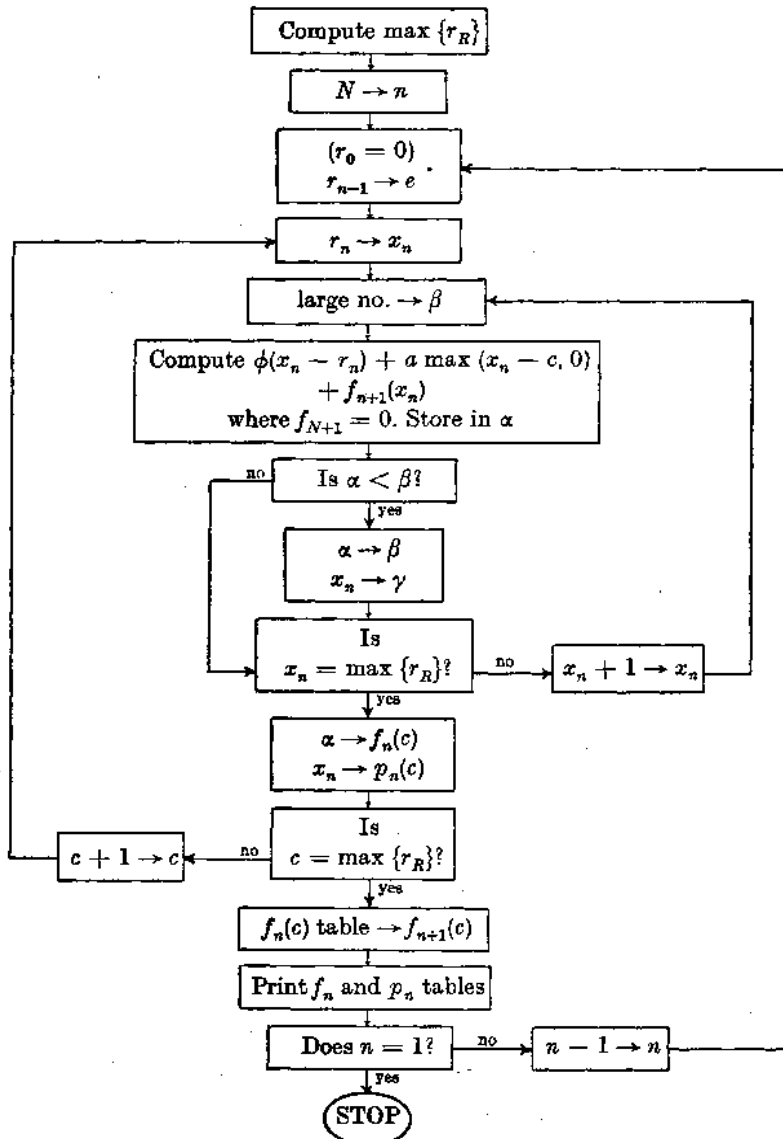 Compute max {r_R}
N → n
(r_0 = 0)
r_{n−1} → e
r_n → x_n
large no. → β
Compute ϕ(x_n − r_n) + a max (x_n − c, 0)
+ f_{n+1}(x_n)
where f_{N+1} = 0. Store in α
no
Is α < β?
yes
α → β
x_n → γ
Is
x_n = max {r_R}?
no
x_n + 1 → x_n
yes
α → f_n(c)
x_n → p_n(c)
Is
c = max {r_R}?
no
c + 1 → c
yes
f_n(c) table → f_{n+1}(c)
Print f_n and p_n tables
Does n = 1?
no
n − 1 → n
yes
STOP